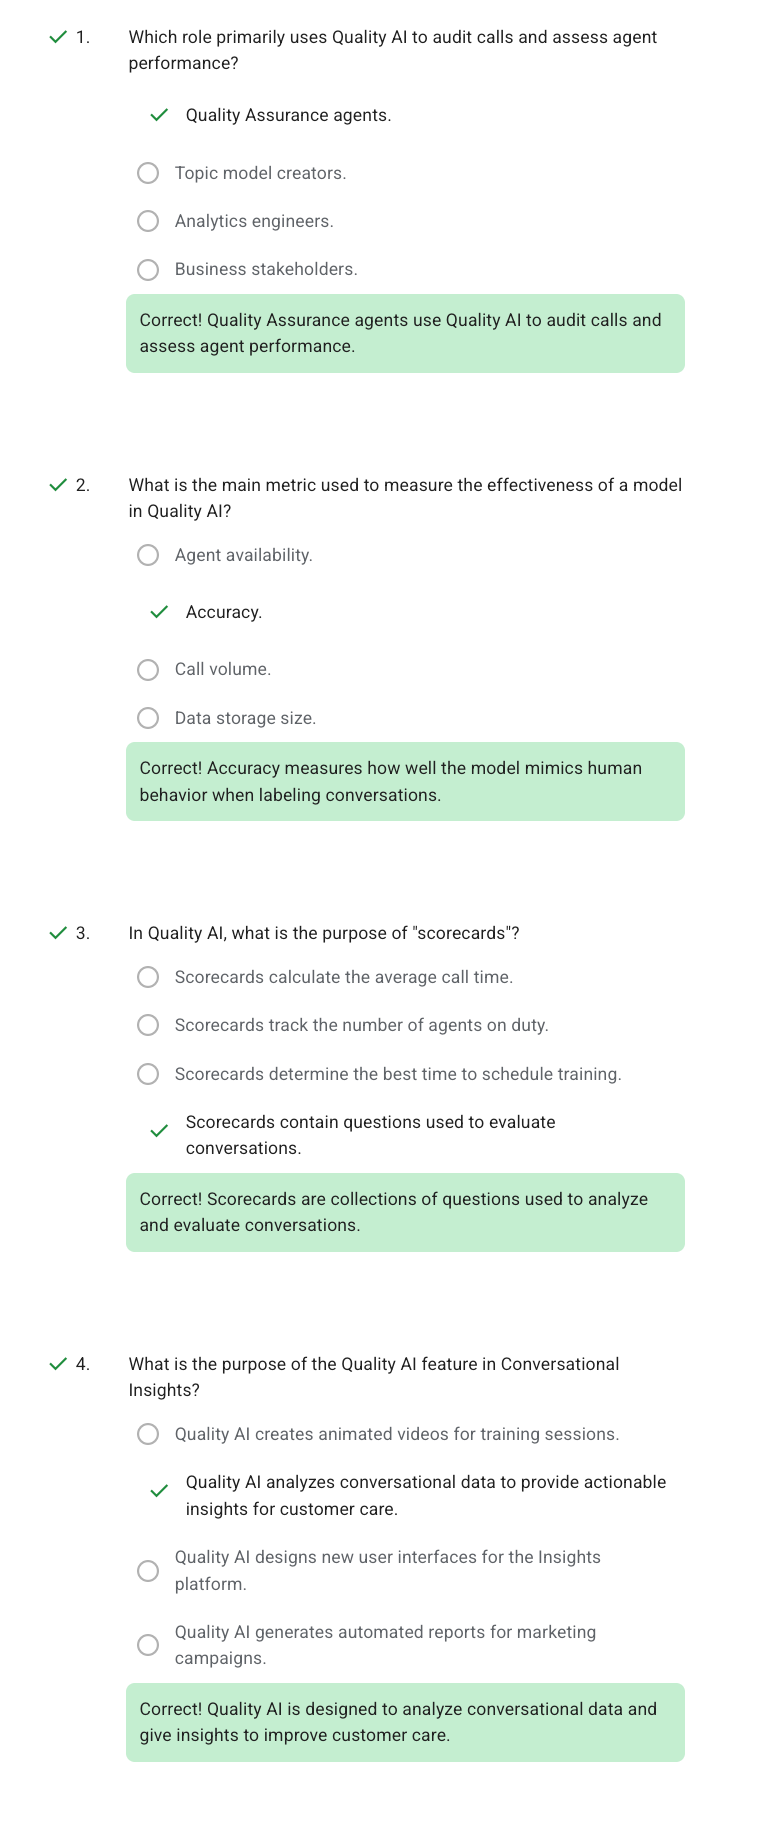 1. Which role primarily uses Quality AI to audit calls and assess agent
performance?
Quality Assurance agents.
Topic model creators.
Analytics engineers.
Business stakeholders.
Correct! Quality Assurance agents use Quality AI to audit calls and
assess agent performance.
2. What is the main metric used to measure the effectiveness of a model
in Quality AI?
Agent availability.
Accuracy.
Call volume.
Data storage size.
Correct! Accuracy measures how well the model mimics human
behavior when labeling conversations.
3. In Quality AI, what is the purpose of "scorecards"?
Scorecards calculate the average call time.
Scorecards track the number of agents on duty.
Scorecards determine the best time to schedule training.
Scorecards contain questions used to evaluate
conversations.
Correct! Scorecards are collections of questions used to analyze
and evaluate conversations.
4. What is the purpose of the Quality AI feature in Conversational
Insights?
Quality AI creates animated videos for training sessions.
Quality AI analyzes conversational data to provide actionable
insights for customer care.
Quality AI designs new user interfaces for the Insights
platform.
Quality AI generates automated reports for marketing
campaigns.
Correct! Quality AI is designed to analyze conversational data and
give insights to improve customer care.